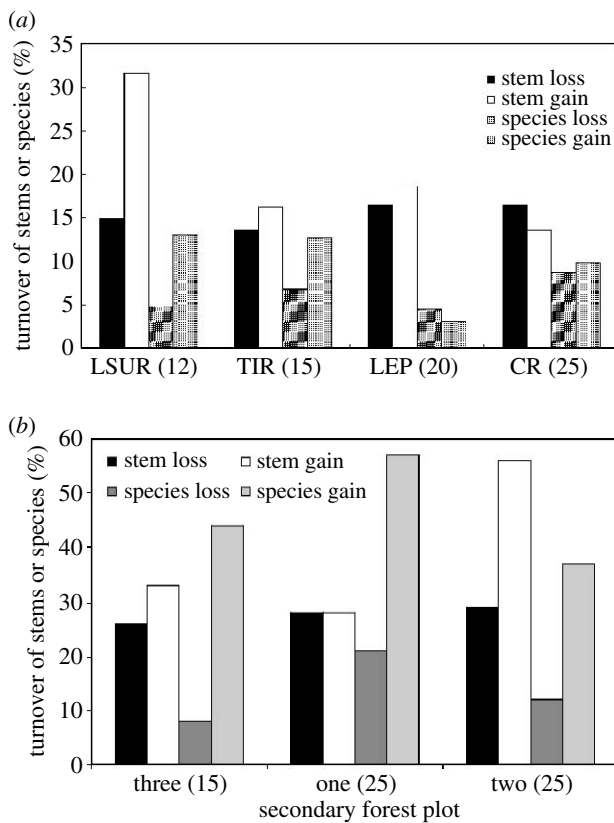 (a)
turnover of stems or species (%)
35
30
25
20
15
10
5
0
stem loss
stem gain
species loss
species gain
LSUR (12) TIR (15) LEP (20) CR (25)
(b)
turnover of stems or species (%)
60
50
40
30
20
10
0
stem loss stem gain
species loss species gain
three (15) one (25) two (25)
secondary forest plot